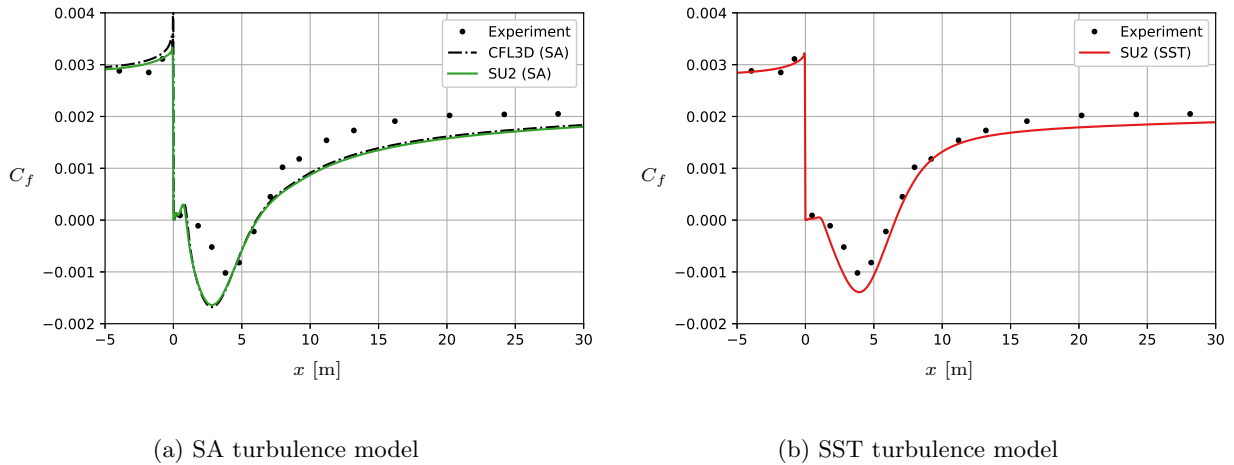 0.004
0.003
0.002
0.001
0.000
−0.001
−0.002
C_f
−5 0 5 10 15 20 25 30
x [m]
Experiment
CFL3D (SA)
SU2 (SA)
(a) SA turbulence model
0.004
0.003
0.002
0.001
0.000
−0.001
−0.002
C_f
−5 0 5 10 15 20 25 30
x [m]
Experiment
SU2 (SST)
(b) SST turbulence model